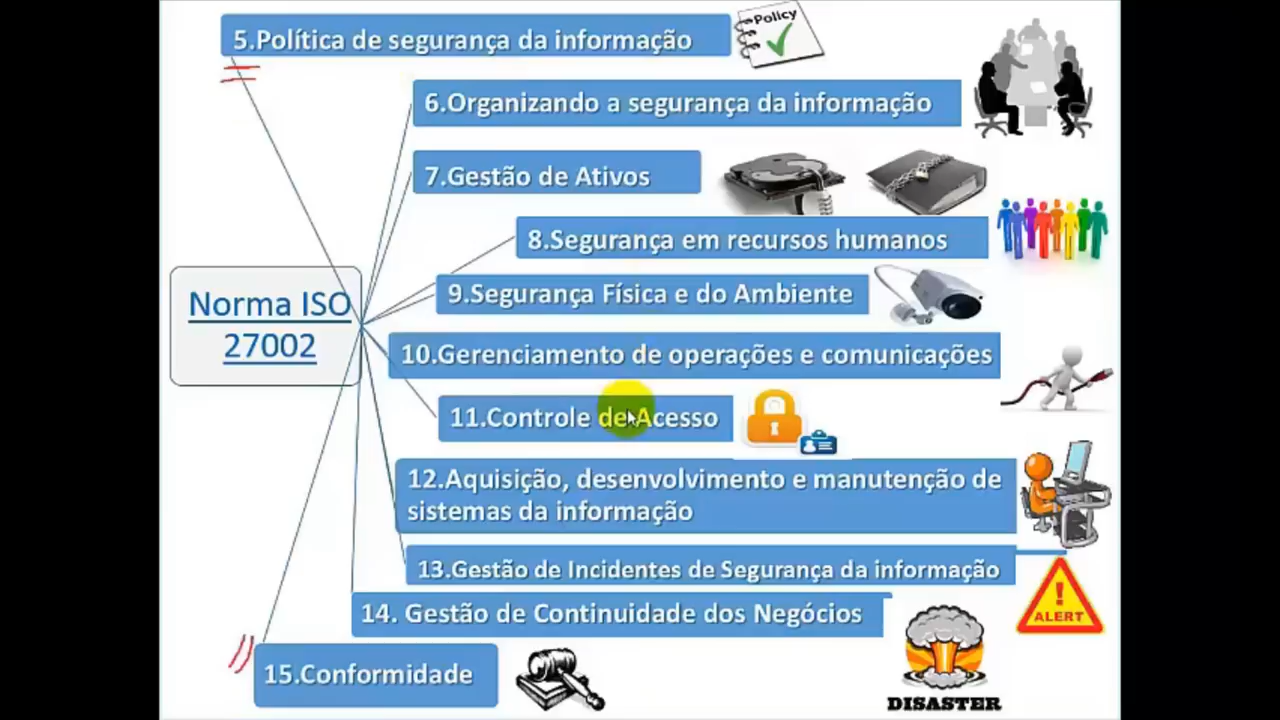 5.Política de segurança da informação
Policy
6.Organizando a segurança da informação
7.Gestão de Ativos
8.Segurança em recursos humanos
9.Segurança Física e do Ambiente
Norma ISO
27002
10.Gerenciamento de operações e comunicações
11.Controle de Acesso
12.Aquisição, desenvolvimento e manutenção de
sistemas da informação
13.Gestão de Incidentes de Segurança da informação
14. Gestão de Continuidade dos Negócios
ALERT
15.Conformidade
DISASTER